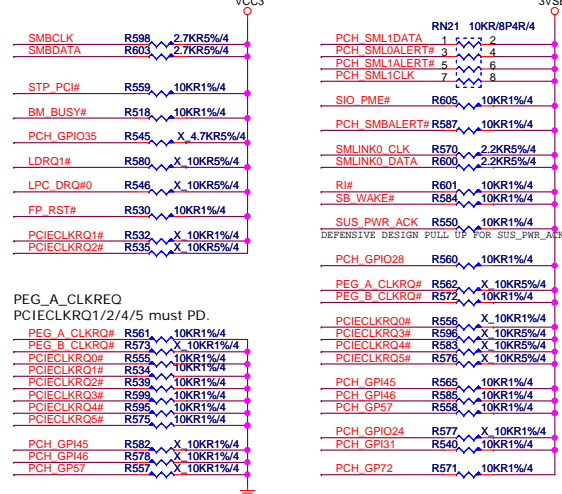 VCC3
SMBCLK R598 2.7KR5%/4
SMBDATA R603 2.7KR5%/4
STP_PCI# R559 10KR1%/4
BM_BUSY# R518 10KR1%/4
PCH_GPIO35 R545 X_4.7KR5%/4
LDRQ1# R580 X_10KR5%/4
LPC_DRQ#0 R546 X_10KR5%/4
FP_RST# R530 10KR1%/4
PCIECLKRQ1# R532 X_10KR1%/4
PCIECLKRQ2# R535 X_10KR5%/4
PEG_A_CLKREQ
PCIECLKRQ1/2/4/5 must PD.
PEG_A_CLKRQ# R561 10KR1%/4
PEG_B_CLKRQ# R573 X_10KR1%/4
PCIECLKRQ0# R555 10KR1%/4
PCIECLKRQ1# R534 10KR1%/4
PCIECLKRQ2# R539 10KR1%/4
PCIECLKRQ3# R599 10KR1%/4
PCIECLKRQ4# R595 10KR1%/4
PCIECLKRQ5# R575 10KR1%/4
PCH_GPI45 R582 X_10KR1%/4
PCH_GPI46 R578 X_10KR1%/4
PCH_GP57 R557 X_10KR1%/4
3VSB
RN21 10KR/8P4R/4
PCH_SML1DATA 1 2
PCH_SML0ALERT# 3 4
PCH_SML1ALERT# 5 6
PCH_SML1CLK 7 8
SIO_PME# R605 10KR1%/4
PCH_SMBALERT# R587 10KR1%/4
SMLINK0_CLK R570 2.2KR5%/4
SMLINK0_DATA R600 2.2KR5%/4
RI# R601 10KR1%/4
SB_WAKE# R584 10KR1%/4
SUS_PWR_ACK R550 10KR1%/4
DEFENSIVE DESIGN PULL UP FOR SUS_PWR_ACK
PCH_GPIO28 R560 10KR1%/4
PEG_A_CLKRQ# R562 X_10KR5%/4
PEG_B_CLKRQ# R572 10KR1%/4
PCIECLKRQ0# R556 X_10KR1%/4
PCIECLKRQ3# R596 X_10KR5%/4
PCIECLKRQ4# R583 X_10KR5%/4
PCIECLKRQ5# R576 X_10KR5%/4
PCH_GPI45 R565 10KR1%/4
PCH_GPI46 R585 10KR1%/4
PCH_GP57 R558 10KR1%/4
PCH_GPIO24 R577 X_10KR1%/4
PCH_GPI31 R540 10KR1%/4
PCH_GP72 R571 10KR1%/4